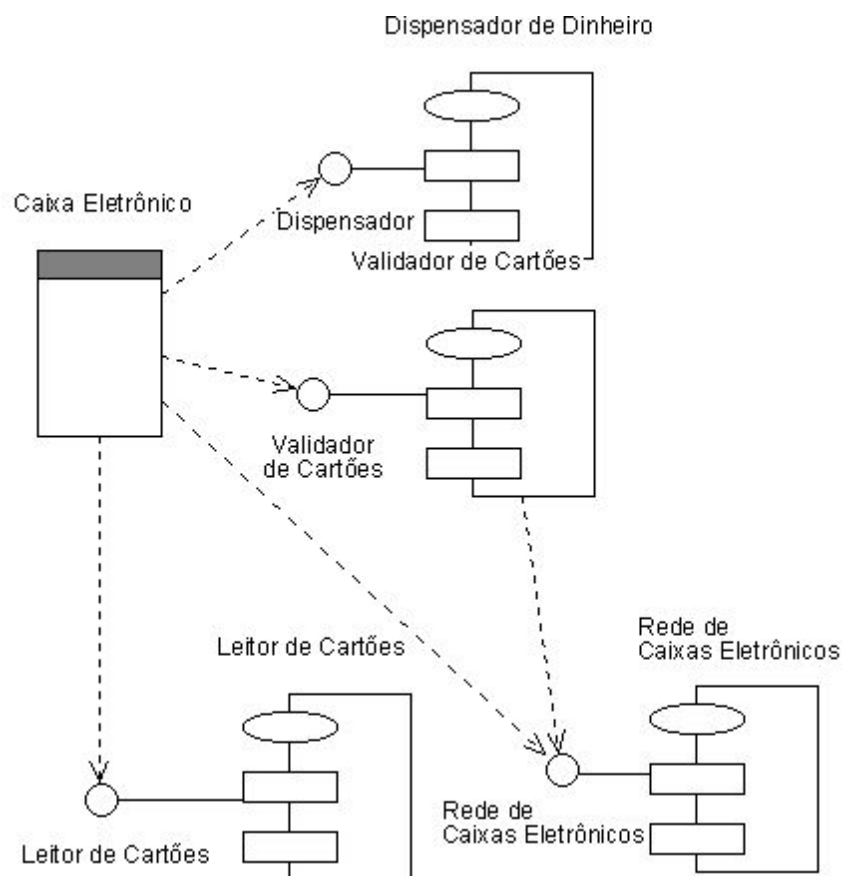 Dispensador de Dinheiro
Caixa Eletrônico
Dispensador
Validador de Cartões
Validador
de Cartões
Leitor de Cartões
Rede de
Caixas Eletrônicos
Rede de
Caixas Eletrônicos
Leitor de Cartões